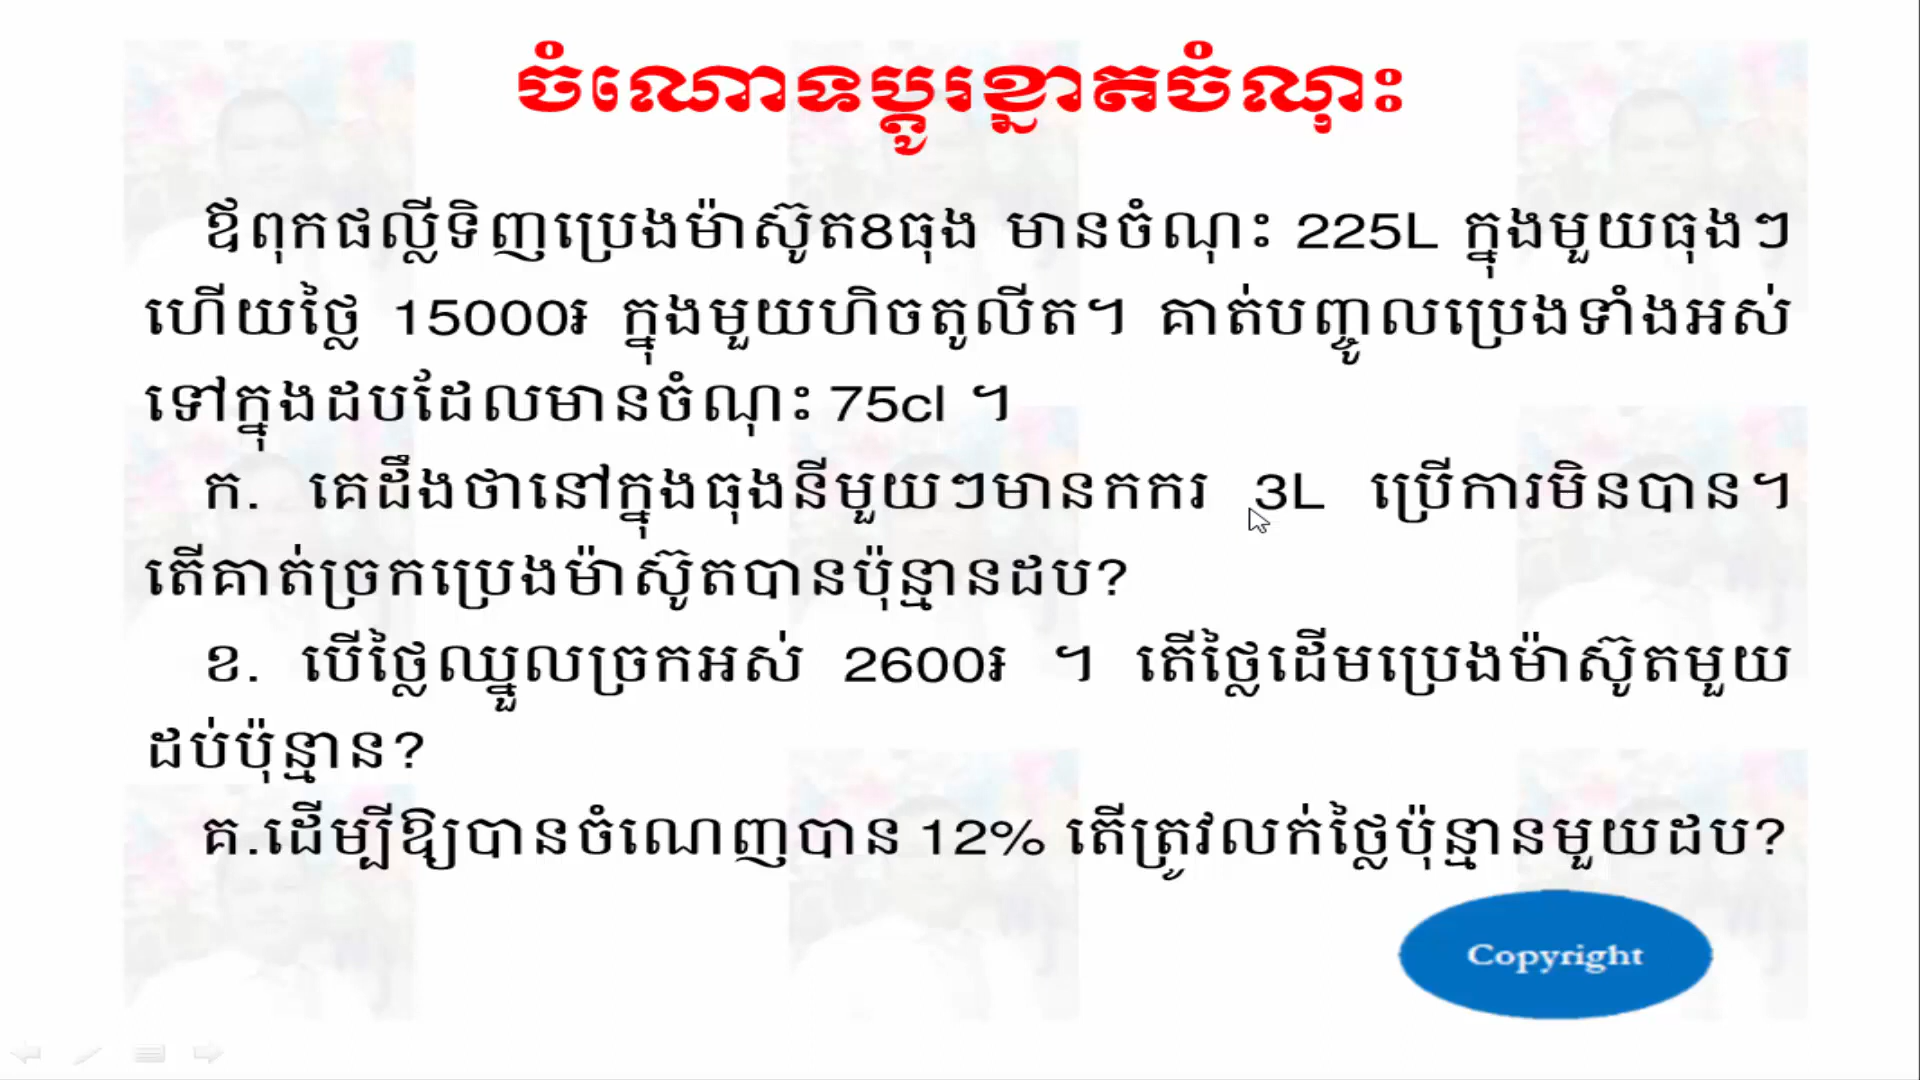 ចំណោទប្ដូរខ្នាតចំណុះ
ឪពុកផល្លីទិញប្រេងម៉ាស៊ូត8ធុង មានចំណុះ 225L ក្នុងមួយធុងៗ
ហើយថ្លៃ 15000៛ ក្នុងមួយហិចតូលីត។ គាត់បញ្ចូលប្រេងទាំងអស់
ទៅក្នុងដបដែលមានចំណុះ 75cl ។
ក. គេដឹងថានៅក្នុងធុងនីមួយៗមានកករ 3L ប្រើការមិនបាន។
តើគាត់ច្រកប្រេងម៉ាស៊ូតបានប៉ុន្មានដប?
ខ. បើថ្លៃឈ្នួលច្រកអស់ 2600៛ ។ តើថ្លៃដើមប្រេងម៉ាស៊ូតមួយ
ដប់ប៉ុន្មាន?
គ.ដើម្បីឱ្យបានចំណេញបាន 12% តើត្រូវលក់ថ្លៃប៉ុន្មានមួយដប?
Copyright